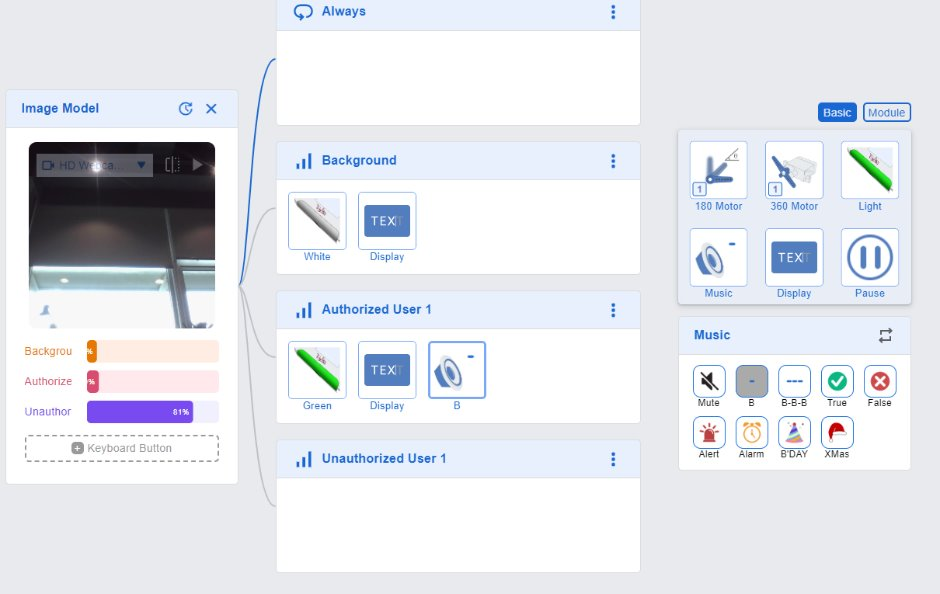 Always
Image Model
HD Webca...
Background
White
TEXT
Display
Authorized User 1
Green
TEXT
Display
B
Unauthorized User 1
Backgrou
%
Authorize
%
Unauthor
81%
Keyboard Button
Basic
Module
1
180 Motor
1
360 Motor
Light
Music
TEXT
Display
Pause
Music
Mute
B
B-B-B
True
False
Alert
Alarm
B'DAY
XMas